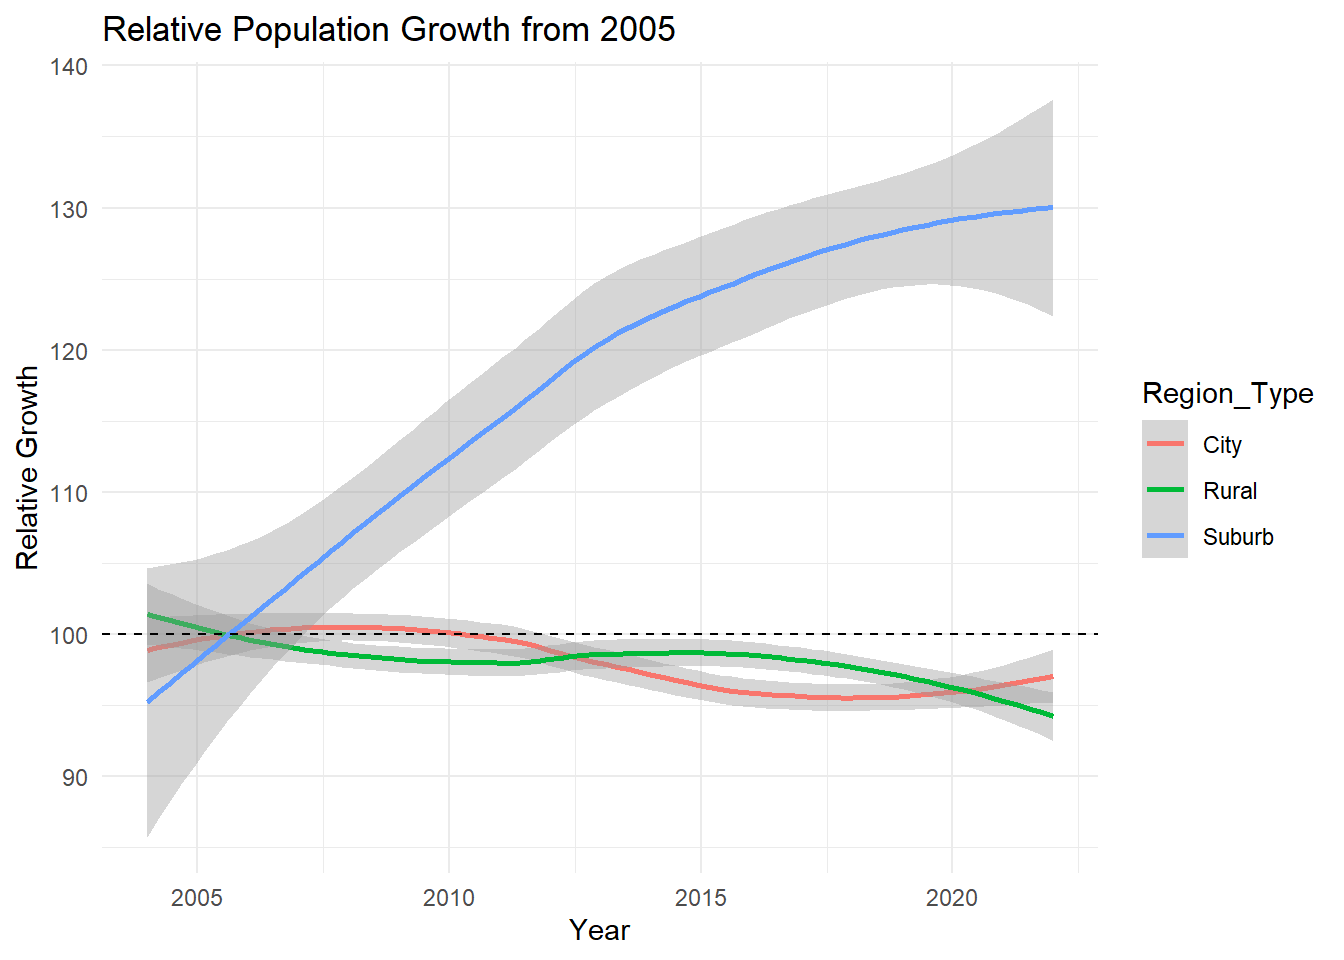 Relative Population Growth from 2005
140
130
120
110
100
90
Relative Growth
2005
2010
2015
2020
Year
Region_Type
City
Rural
Suburb